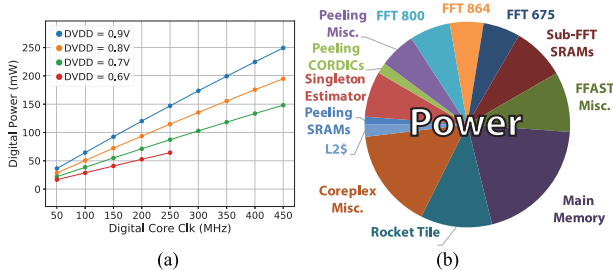 DVDD = 0.9V
DVDD = 0.8V
DVDD = 0.7V
DVDD = 0.6V
Digital Power (mW)
250
200
150
100
50
0
50 100 150 200 250 300 350 400 450
Digital Core Clk (MHz)
(a)
Peeling
Misc.
FFT 800
FFT 864
FFT 675
Sub-FFT
SRAMs
FFAST
Misc.
Main
Memory
Rocket Tile
Coreplex
Misc.
L2$
Peeling
SRAMs
Singleton
Estimator
Peeling
CORDICs
Power
(b)